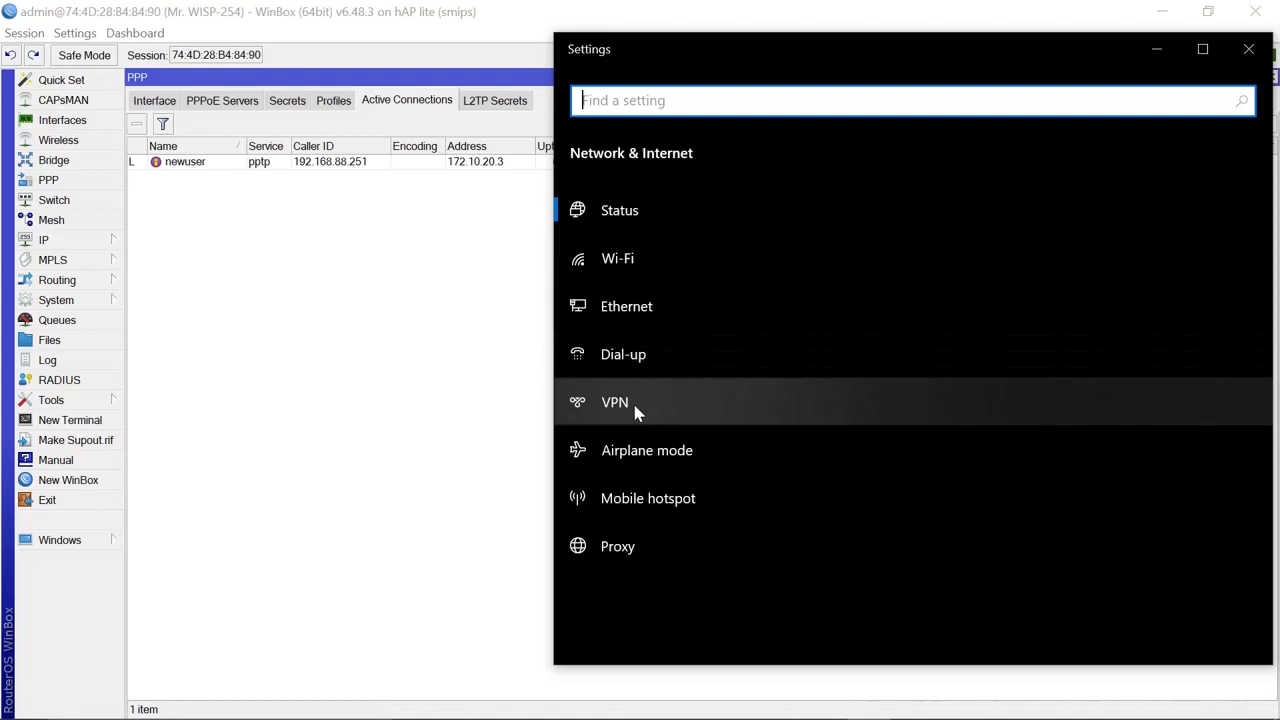 admin@74:4D:28:B4:84:90 (Mr. WISP-254) - WinBox (64bit) v6.48.3 on hAP lite (smips)
Session Settings Dashboard
Safe Mode Session: 74:4D:28:B4:84:90
Quick Set
CAPsMAN
Interfaces
Wireless
Bridge
PPP
Switch
Mesh
IP
MPLS
Routing
System
Queues
Files
Log
RADIUS
Tools
New Terminal
Make Supout.rif
Manual
New WinBox
Exit
Windows
RouterOS WinBox
PPP
Interface PPPoE Servers Secrets Profiles Active Connections L2TP Secrets
Name Service Caller ID Encoding Address
L newuser pptp 192.168.88.251 172.10.20.3
1 item
Settings
Find a setting
Network & Internet
Status
Wi-Fi
Ethernet
Dial-up
VPN
Airplane mode
Mobile hotspot
Proxy